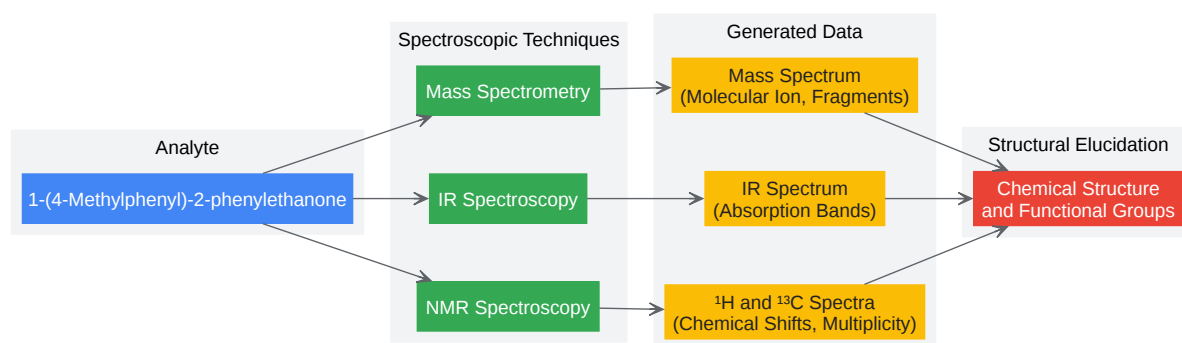 Analyte
1-(4-Methylphenyl)-2-phenylethanone
Spectroscopic Techniques
Mass Spectrometry
IR Spectroscopy
NMR Spectroscopy
Generated Data
Mass Spectrum
(Molecular Ion, Fragments)
IR Spectrum
(Absorption Bands)
¹H and ¹³C Spectra
(Chemical Shifts, Multiplicity)
Structural Elucidation
Chemical Structure
and Functional Groups